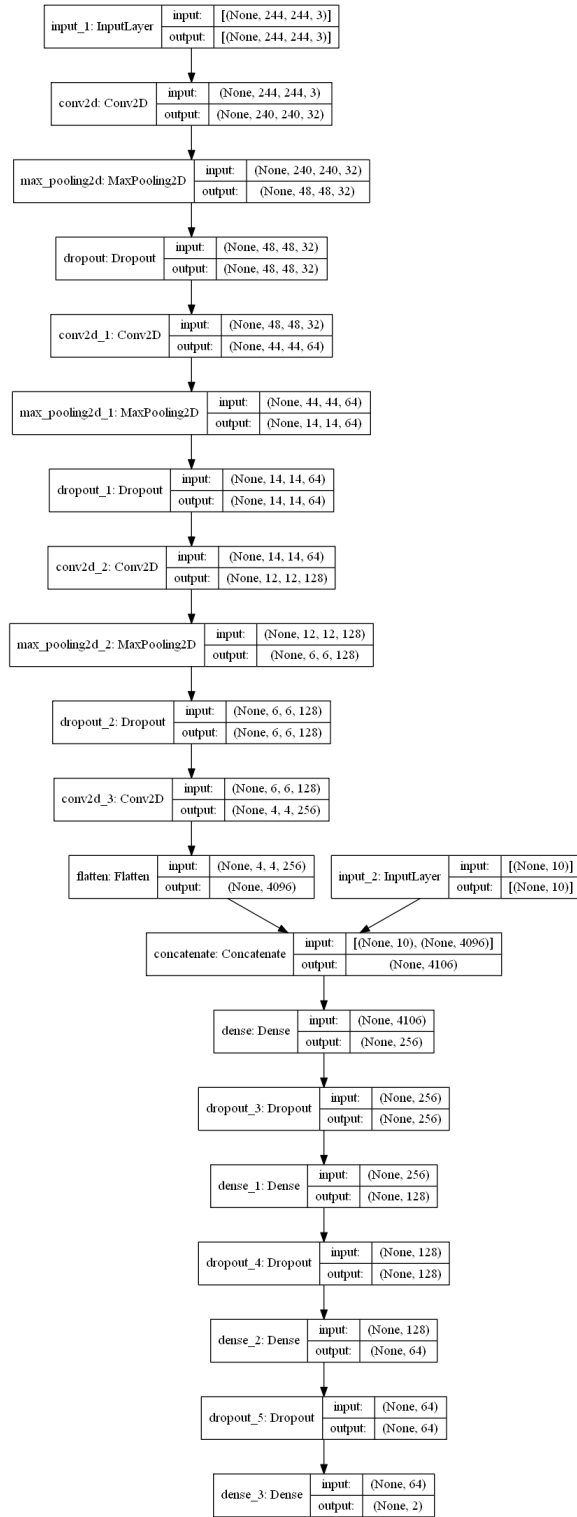 input_1: InputLayer
input: [(None, 244, 244, 3)]
output: [(None, 244, 244, 3)]
conv2d: Conv2D
input: (None, 244, 244, 3)
output: (None, 240, 240, 32)
max_pooling2d: MaxPooling2D
input: (None, 240, 240, 32)
output: (None, 48, 48, 32)
dropout: Dropout
input: (None, 48, 48, 32)
output: (None, 48, 48, 32)
conv2d_1: Conv2D
input: (None, 48, 48, 32)
output: (None, 44, 44, 64)
max_pooling2d_1: MaxPooling2D
input: (None, 44, 44, 64)
output: (None, 14, 14, 64)
dropout_1: Dropout
input: (None, 14, 14, 64)
output: (None, 14, 14, 64)
conv2d_2: Conv2D
input: (None, 14, 14, 64)
output: (None, 12, 12, 128)
max_pooling2d_2: MaxPooling2D
input: (None, 12, 12, 128)
output: (None, 6, 6, 128)
dropout_2: Dropout
input: (None, 6, 6, 128)
output: (None, 6, 6, 128)
conv2d_3: Conv2D
input: (None, 6, 6, 128)
output: (None, 4, 4, 256)
flatten: Flatten
input: (None, 4, 4, 256)
output: (None, 4096)
input_2: InputLayer
input: [(None, 10)]
output: [(None, 10)]
concatenate: Concatenate
input: [(None, 10), (None, 4096)]
output: (None, 4106)
dense: Dense
input: (None, 4106)
output: (None, 256)
dropout_3: Dropout
input: (None, 256)
output: (None, 256)
dense_1: Dense
input: (None, 256)
output: (None, 128)
dropout_4: Dropout
input: (None, 128)
output: (None, 128)
dense_2: Dense
input: (None, 128)
output: (None, 64)
dropout_5: Dropout
input: (None, 64)
output: (None, 64)
dense_3: Dense
input: (None, 64)
output: (None, 2)